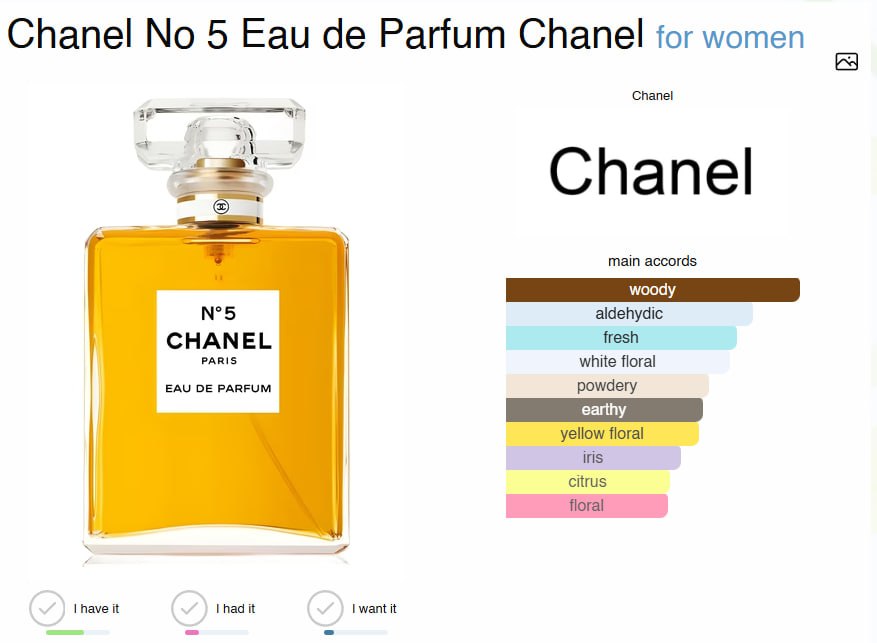 Chanel No 5 Eau de Parfum Chanel for women
N°5
CHANEL
PARIS
EAU DE PARFUM
I have it
I had it
I want it
Chanel
Chanel
main accords
woody
aldehydic
fresh
white floral
powdery
earthy
yellow floral
iris
citrus
floral